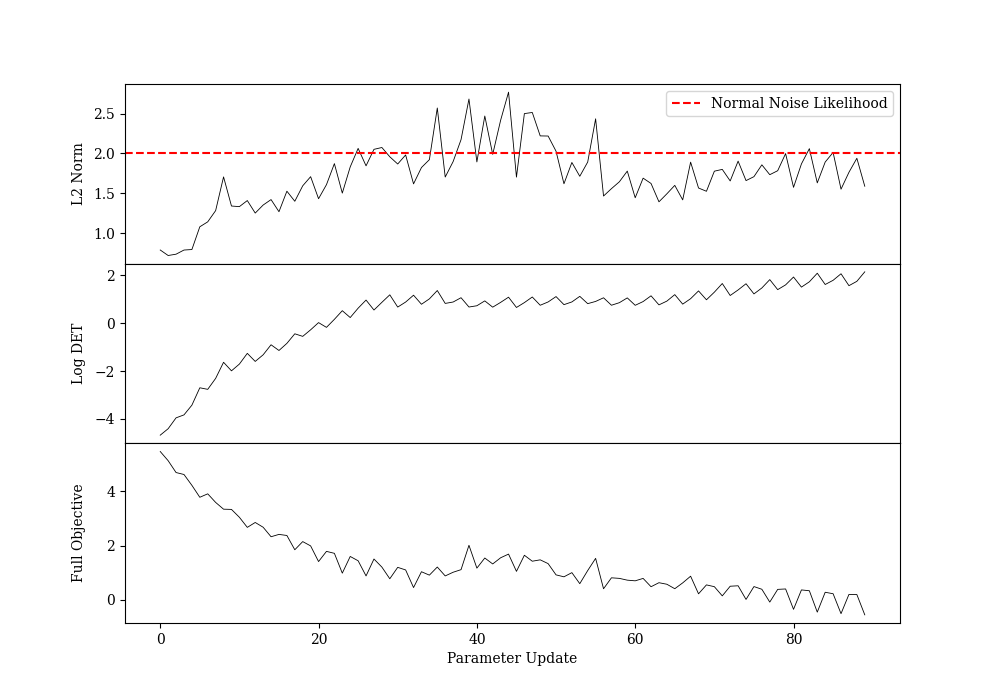 Normal Noise Likelihood
2.5
2.0
1.5
1.0
L2 Norm
2
0
−2
−4
Log DET
4
2
0
Full Objective
0 20 40 60 80
Parameter Update